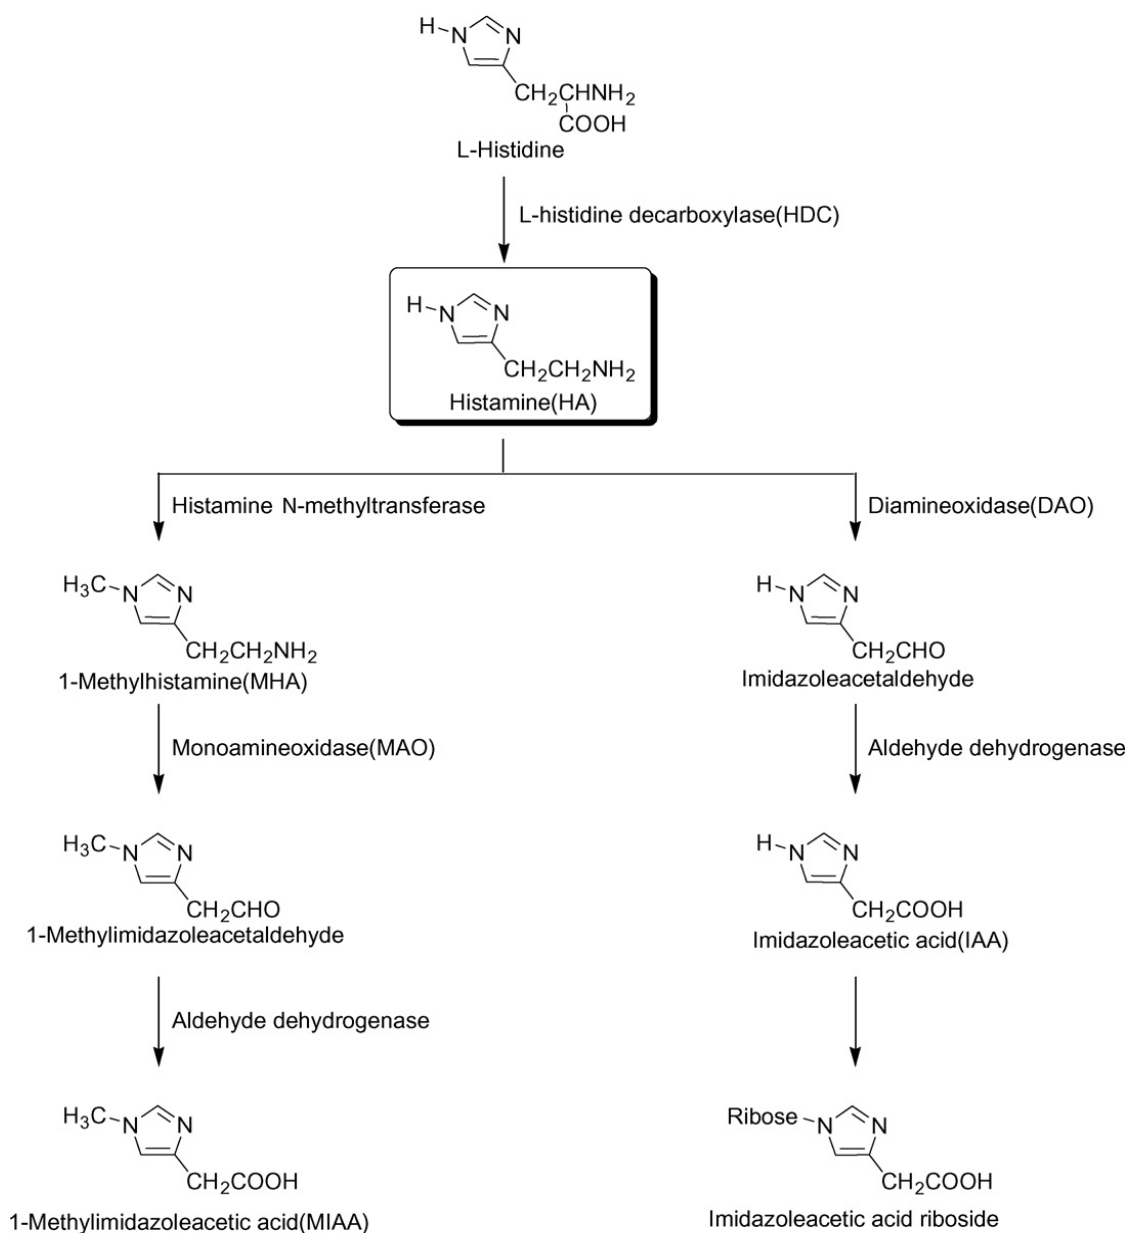 H
N
N
CH2CHNH2
COOH
L-Histidine
L-histidine decarboxylase(HDC)
H
N
N
CH2CH2NH2
Histamine(HA)
Histamine N-methyltransferase
Diamineoxidase(DAO)
H3C
N
N
CH2CH2NH2
1-Methylhistamine(MHA)
H
N
N
CH2CHO
Imidazoleacetaldehyde
Monoamineoxidase(MAO)
Aldehyde dehydrogenase
H3C
N
N
CH2CHO
1-Methylimidazoleacetaldehyde
H
N
N
CH2COOH
Imidazoleacetic acid(IAA)
Aldehyde dehydrogenase
H3C
N
N
CH2COOH
1-Methylimidazoleacetic acid(MIAA)
Ribose
N
N
CH2COOH
Imidazoleacetic acid riboside